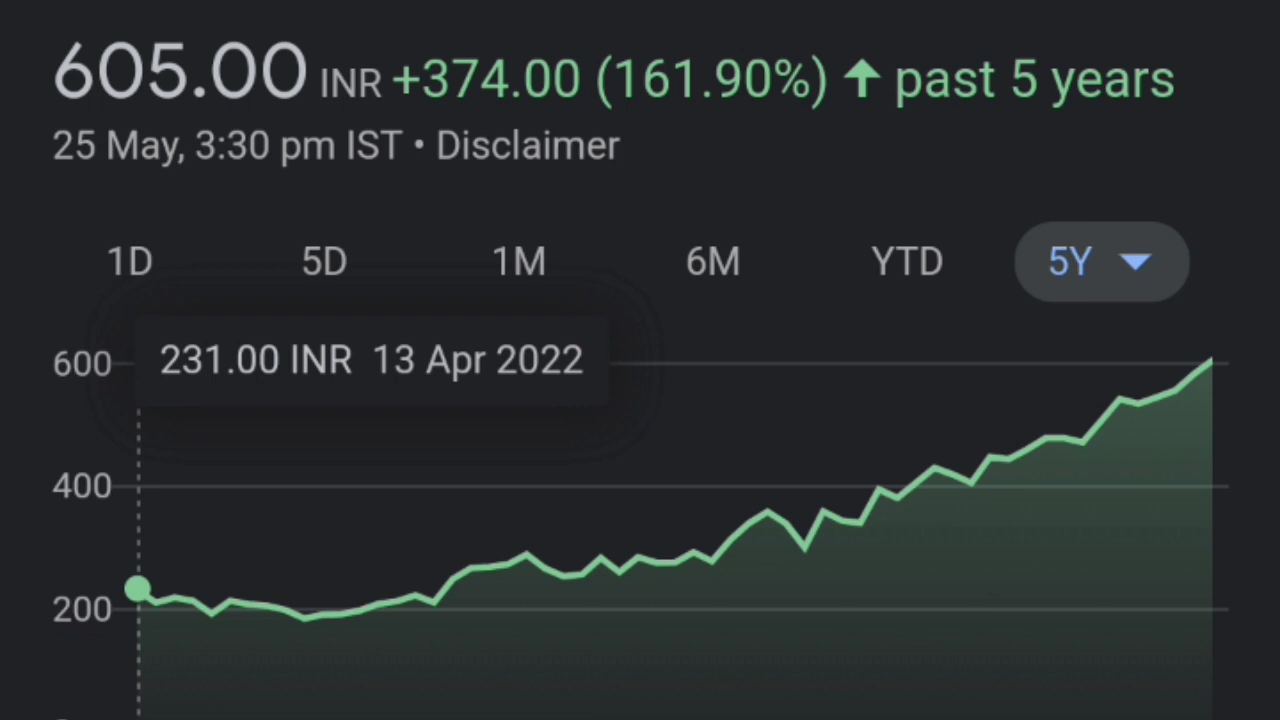 605.00 INR +374.00 (161.90%) ↑ past 5 years
25 May, 3:30 pm IST • Disclaimer
1D 5D 1M 6M YTD 5Y
231.00 INR 13 Apr 2022
600
400
200